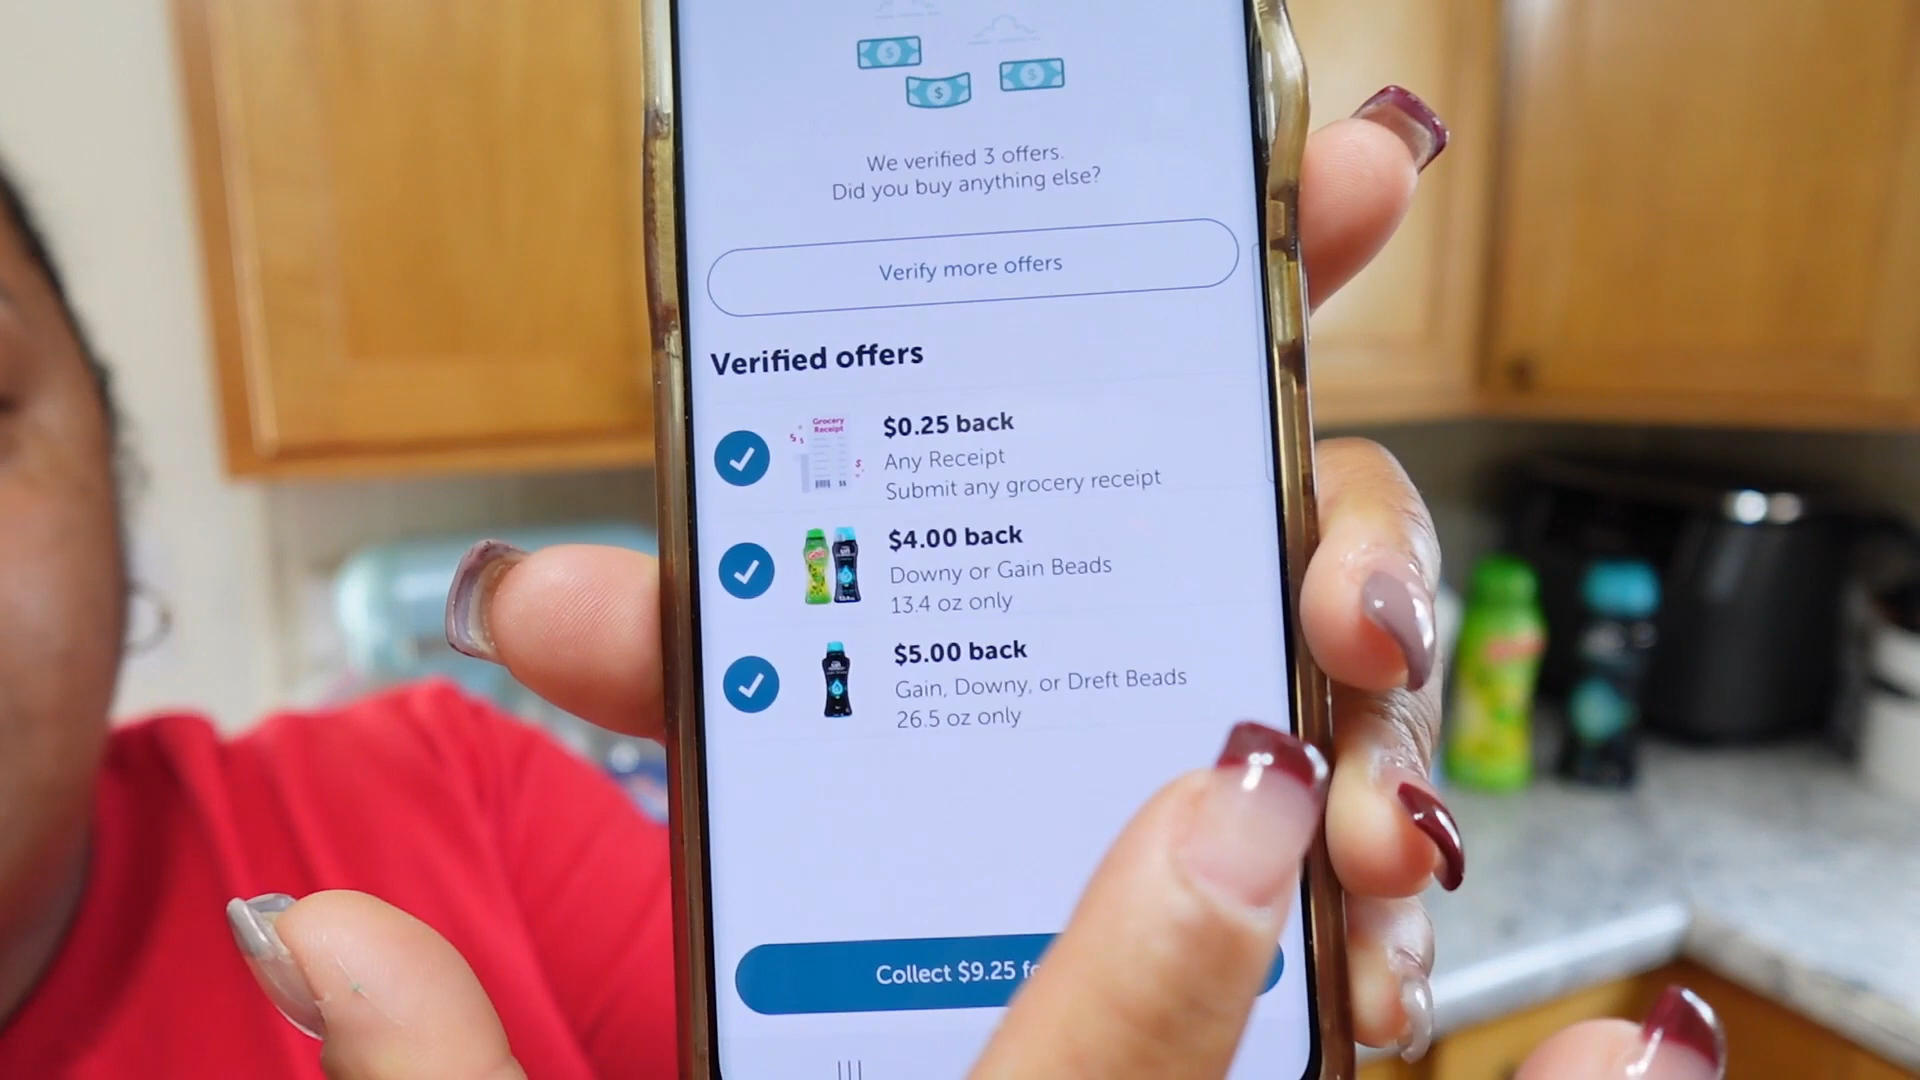 We verified 3 offers.
Did you buy anything else?
Verify more offers
Verified offers
Grocery
Receipt
$0.25 back
Any Receipt
Submit any grocery receipt
$4.00 back
Downy or Gain Beads
13.4 oz only
$5.00 back
Gain, Downy, or Dreft Beads
26.5 oz only
Collect $9.25